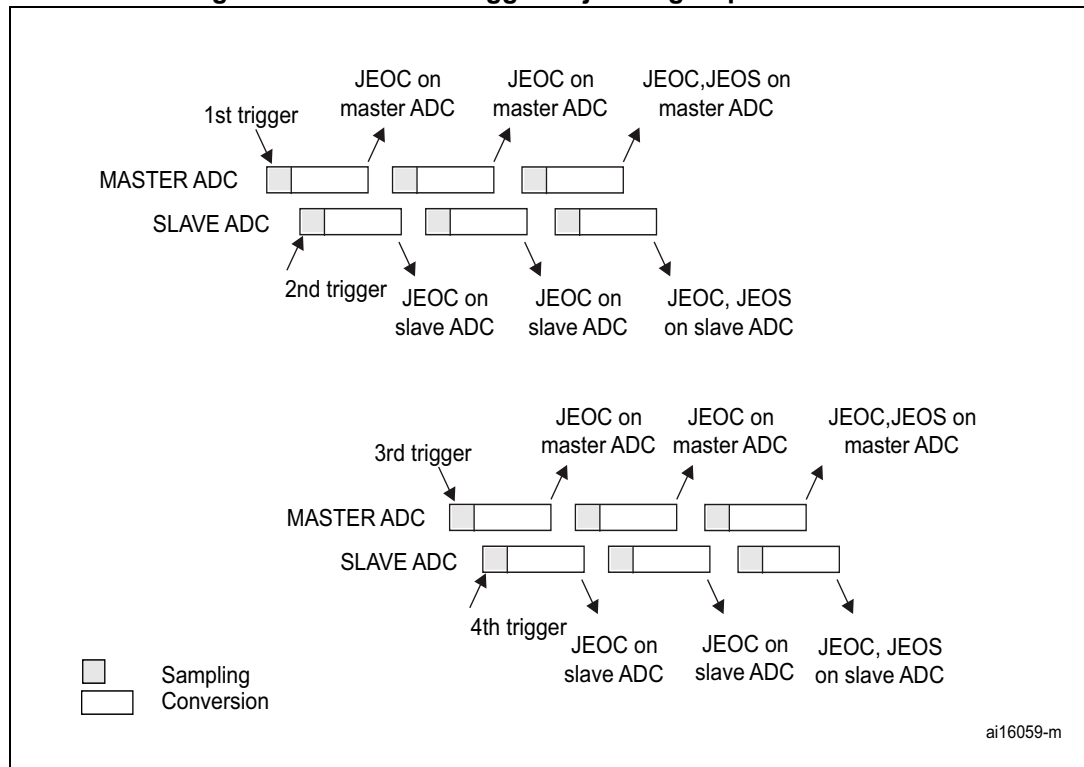 JEOC on
master ADC
JEOC on
master ADC
JEOC,JEOS on
master ADC
1st trigger
MASTER ADC
SLAVE ADC
2nd trigger
JEOC on
slave ADC
JEOC on
slave ADC
JEOC, JEOS
on slave ADC
JEOC on
master ADC
JEOC on
master ADC
JEOC,JEOS on
master ADC
3rd trigger
MASTER ADC
SLAVE ADC
4th trigger
JEOC on
slave ADC
JEOC on
slave ADC
JEOC, JEOS
on slave ADC
Sampling
Conversion
ai16059-m